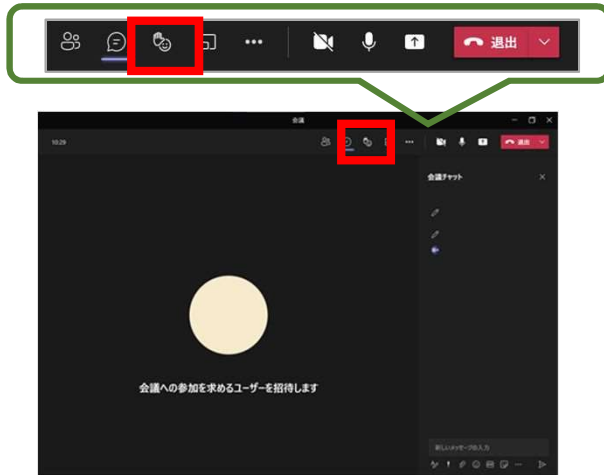 退出
会議
10:29
退出
会議チャット
会議への参加を求めるユーザーを招待します
新しいメッセージの入力